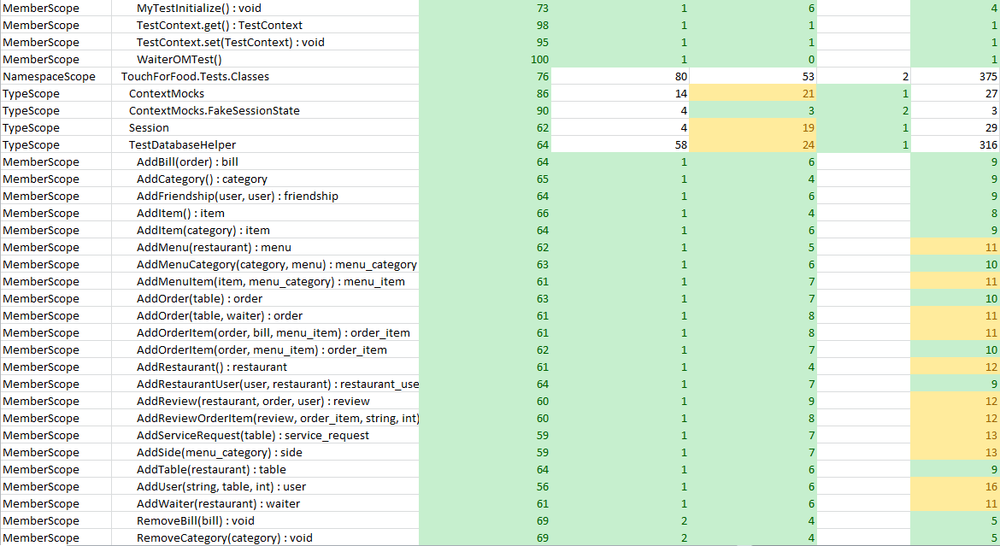 MemberScope MyTestInitialize() : void 73 1 6 4
MemberScope TestContext.get() : TestContext 98 1 1 1
MemberScope TestContext.set(TestContext) : void 95 1 1 1
MemberScope WaiterOMTest() 100 1 0 1
NamespaceScope TouchForFood.Tests.Classes 76 80 53 2 375
TypeScope ContextMocks 86 14 21 1 27
TypeScope ContextMocks.FakeSessionState 90 4 3 2 3
TypeScope Session 62 4 19 1 29
TypeScope TestDatabaseHelper 64 58 24 1 316
MemberScope AddBill(order) : bill 64 1 6 9
MemberScope AddCategory() : category 65 1 4 9
MemberScope AddFriendship(user, user) : friendship 64 1 6 9
MemberScope AddItem() : item 66 1 4 8
MemberScope AddItem(category) : item 64 1 6 9
MemberScope AddMenu(restaurant) : menu 62 1 5 11
MemberScope AddMenuCategory(category, menu) : menu_category 63 1 6 10
MemberScope AddMenuItem(item, menu_category) : menu_item 61 1 7 11
MemberScope AddOrder(table) : order 63 1 7 10
MemberScope AddOrder(table, waiter) : order 61 1 8 11
MemberScope AddOrderItem(order, bill, menu_item) : order_item 61 1 8 11
MemberScope AddOrderItem(order, menu_item) : order_item 62 1 7 10
MemberScope AddRestaurant() : restaurant 61 1 4 12
MemberScope AddRestaurantUser(user, restaurant) : restaurant_use 64 1 7 9
MemberScope AddReview(restaurant, order, user) : review 60 1 9 12
MemberScope AddReviewOrderItem(review, order_item, string, int) 60 1 8 12
MemberScope AddServiceRequest(table) : service_request 59 1 7 13
MemberScope AddSide(menu_category) : side 59 1 7 13
MemberScope AddTable(restaurant) : table 64 1 6 9
MemberScope AddUser(string, table, int) : user 56 1 6 16
MemberScope AddWaiter(restaurant) : waiter 61 1 6 11
MemberScope RemoveBill(bill) : void 69 2 4 5
MemberScope RemoveCategory(category) : void 69 2 4 5